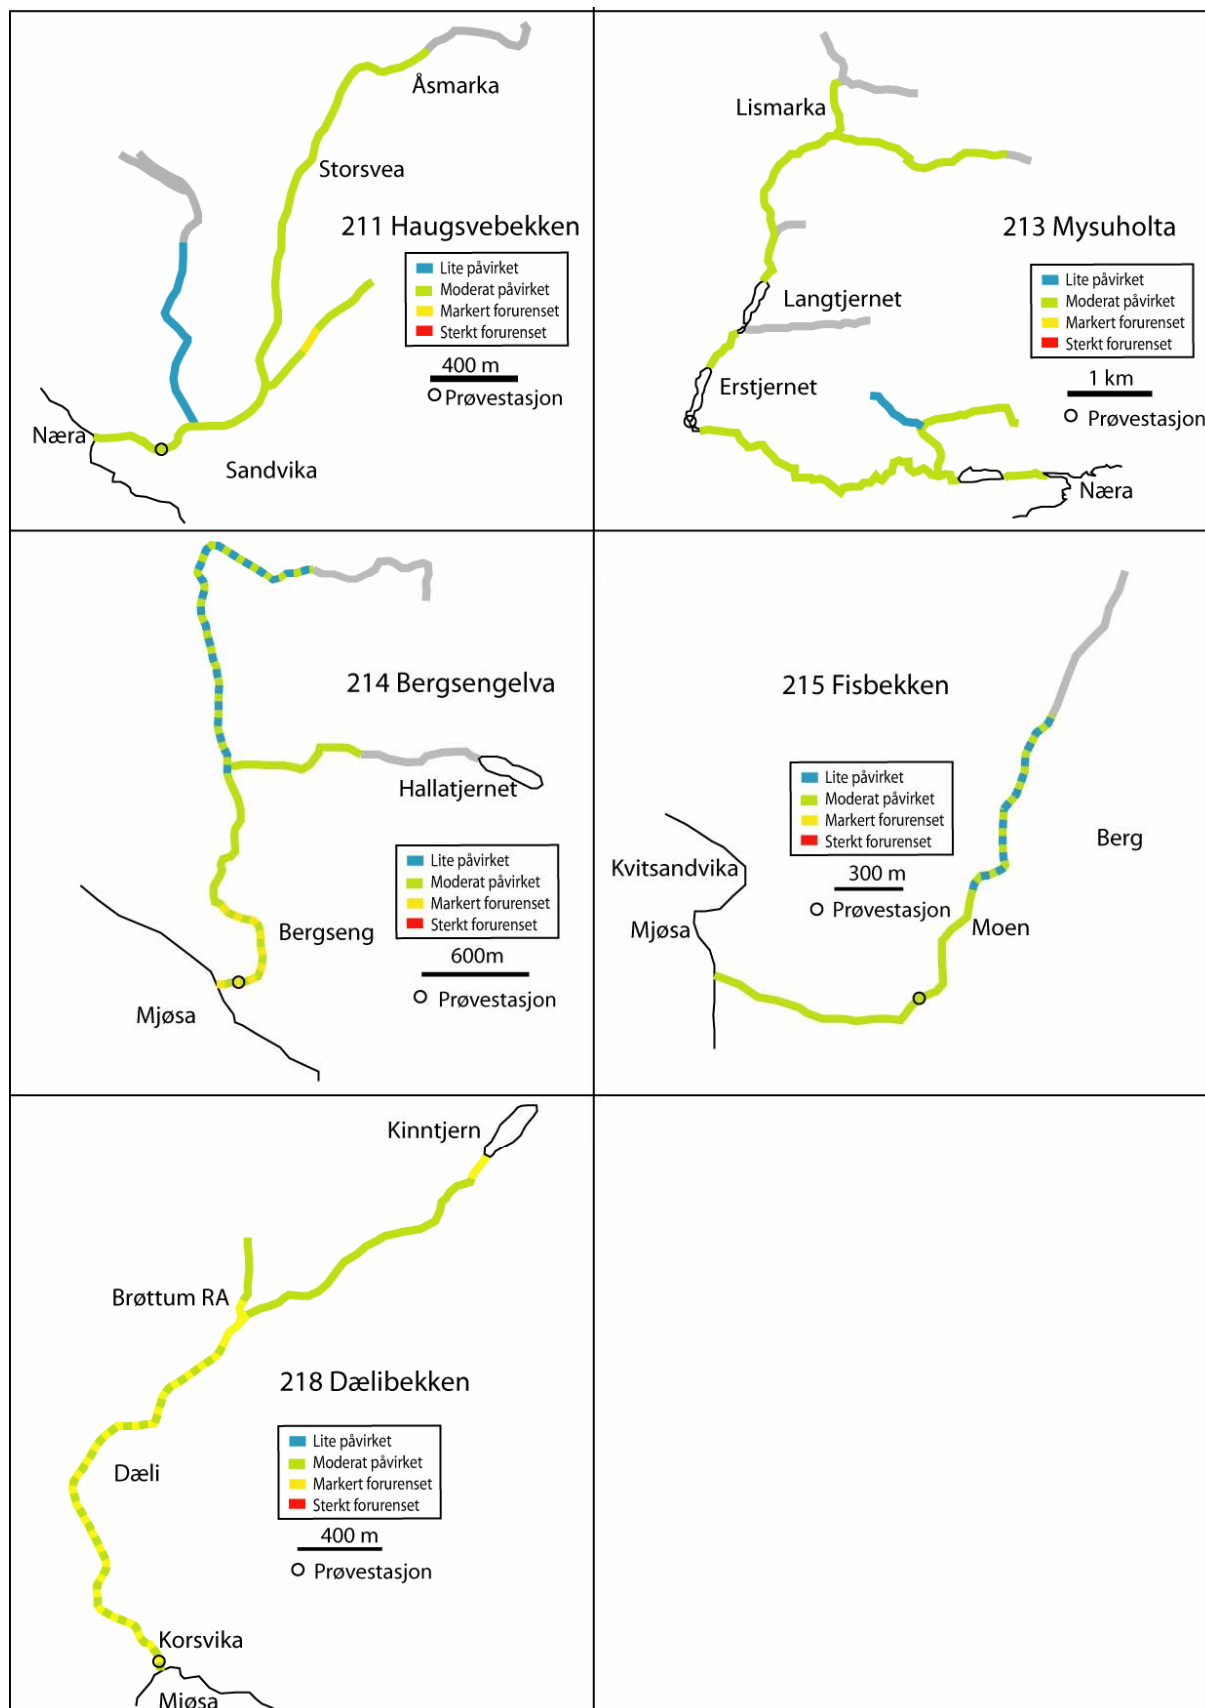 Åsmarka
Storsvea
211 Haugsvebekken
Lite påvirket
Moderat påvirket
Markert forurenset
Sterkt forurenset
400 m
Prøvestasjon
Næra
Sandvika
Lismarka
213 Mysuholta
Lite påvirket
Moderat påvirket
Markert forurenset
Sterkt forurenset
1 km
Prøvestasjon
Langtjernet
Erstjernet
Næra
214 Bergsengelva
Hallatjernet
Lite påvirket
Moderat påvirket
Markert forurenset
Sterkt forurenset
600m
Prøvestasjon
Bergseng
Mjøsa
215 Fisbekken
Lite påvirket
Moderat påvirket
Markert forurenset
Sterkt forurenset
300 m
Prøvestasjon
Berg
Kvitsandvika
Mjøsa
Moen
Kinntjern
Brøttum RA
218 Dælibekken
Lite påvirket
Moderat påvirket
Markert forurenset
Sterkt forurenset
400 m
Prøvestasjon
Dæli
Korsvika
Mjøsa